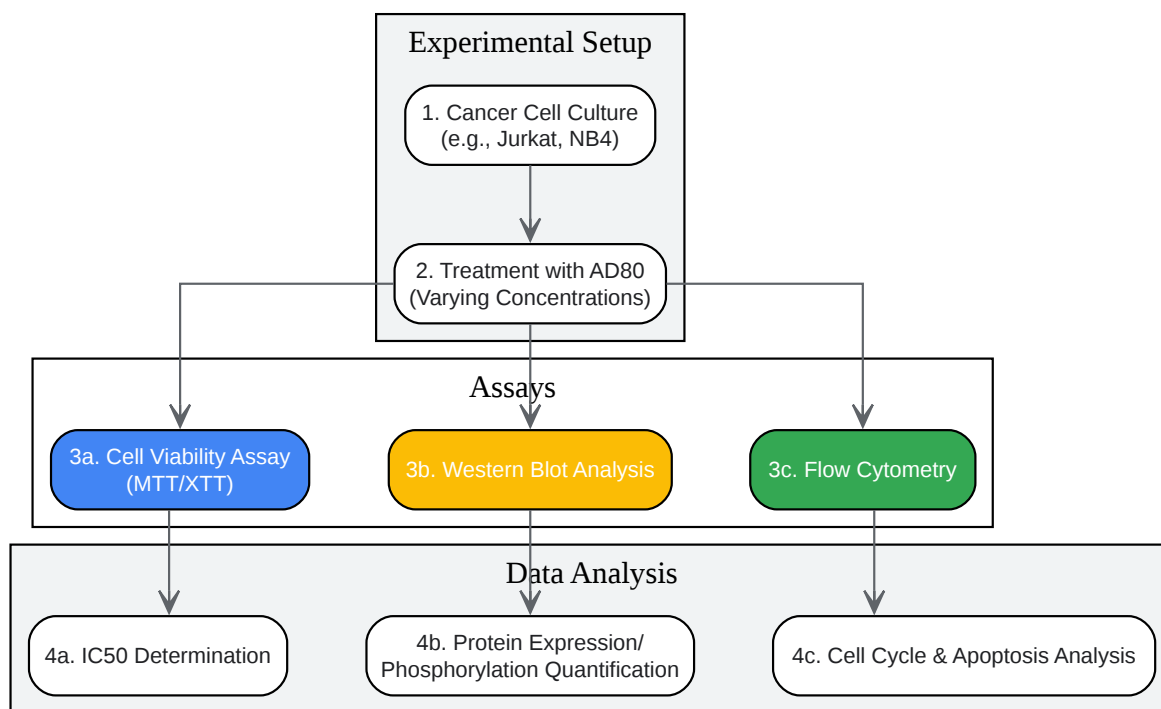 Experimental Setup
1. Cancer Cell Culture
(e.g., Jurkat, NB4)
2. Treatment with AD80
(Varying Concentrations)
Assays
3a. Cell Viability Assay
(MTT/XTT)
3b. Western Blot Analysis
3c. Flow Cytometry
Data Analysis
4a. IC50 Determination
4b. Protein Expression/
Phosphorylation Quantification
4c. Cell Cycle & Apoptosis Analysis